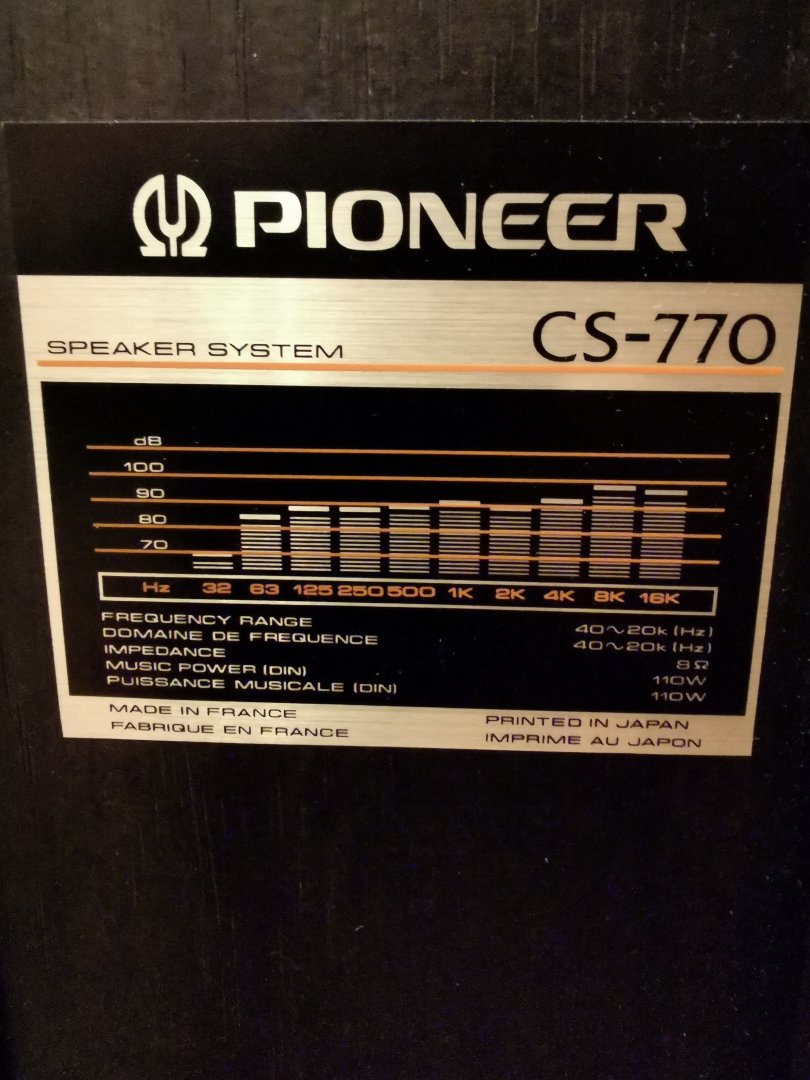 PIONEER
SPEAKER SYSTEM CS-770
dB
100
90
80
70
Hz 32 63 125 250 500 1K 2K 4K 8K 16K
FREQUENCY RANGE 40~20k (Hz)
DOMAINE DE FREQUENCE 40~20k (Hz)
IMPEDANCE 8Ω
MUSIC POWER (DIN) 110W
PUISSANCE MUSICALE (DIN) 110W
MADE IN FRANCE PRINTED IN JAPAN
FABRIQUE EN FRANCE IMPRIME AU JAPON